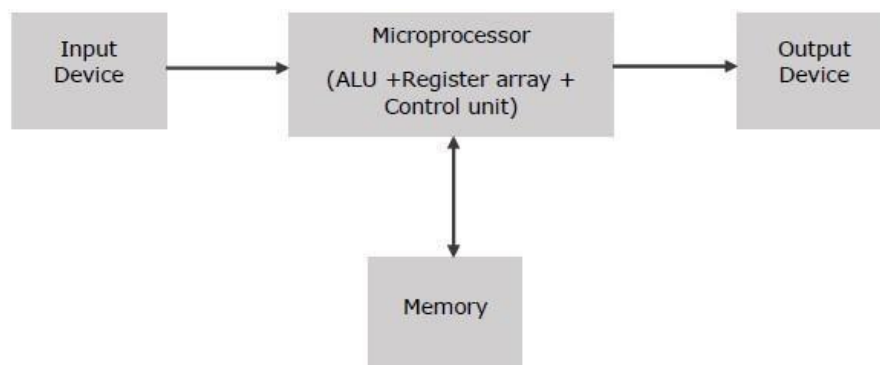 Input
Device
Microprocessor
(ALU +Register array +
Control unit)
Output
Device
Memory